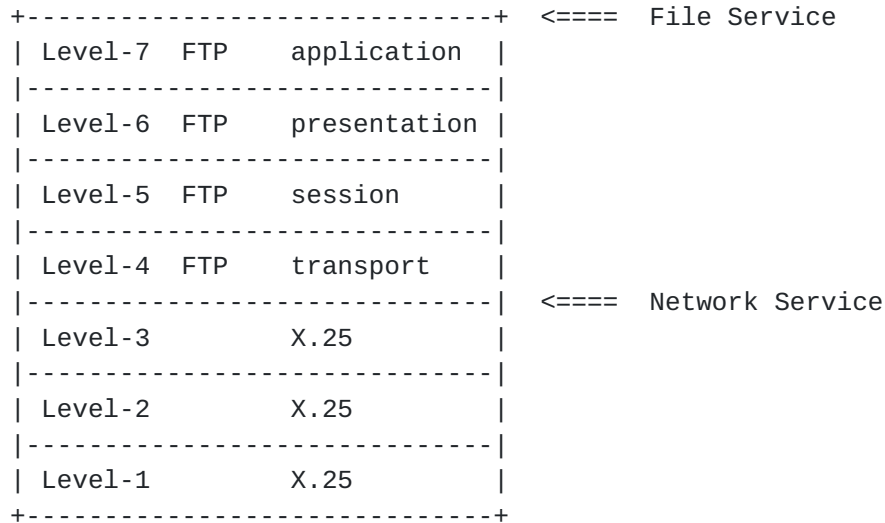 +------------------------------+ <==== File Service
| Level-7 FTP application |
|------------------------------|
| Level-6 FTP presentation |
|------------------------------|
| Level-5 FTP session |
|------------------------------|
| Level-4 FTP transport |
|------------------------------| <==== Network Service
| Level-3 X.25 |
|------------------------------|
| Level-2 X.25 |
|------------------------------|
| Level-1 X.25 |
+------------------------------+